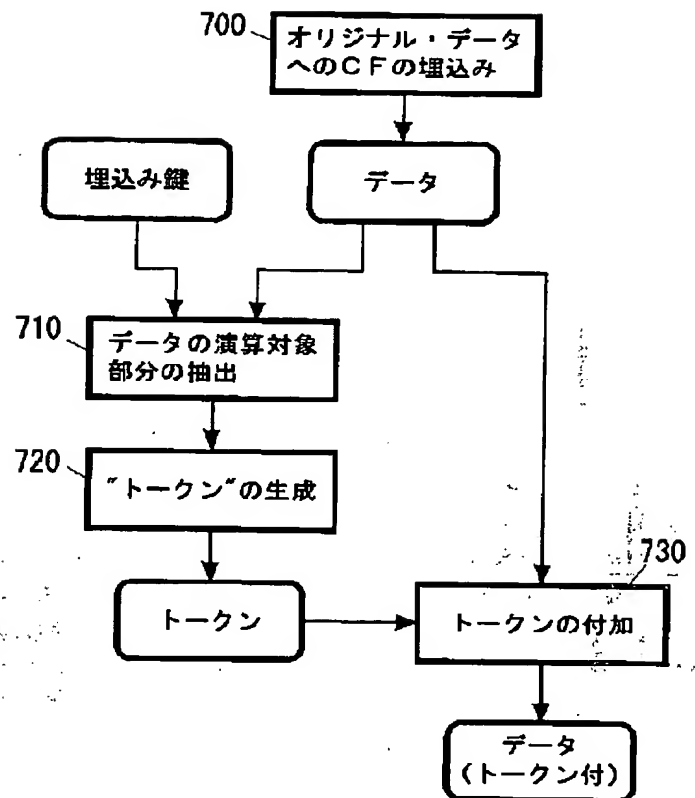 700
オリジナル・データ
へのCFの埋込み
埋込み鍵
データ
710
データの演算対象
部分の抽出
720
"トークン"の生成
730
トークン
トークンの付加
データ
(トークン付)